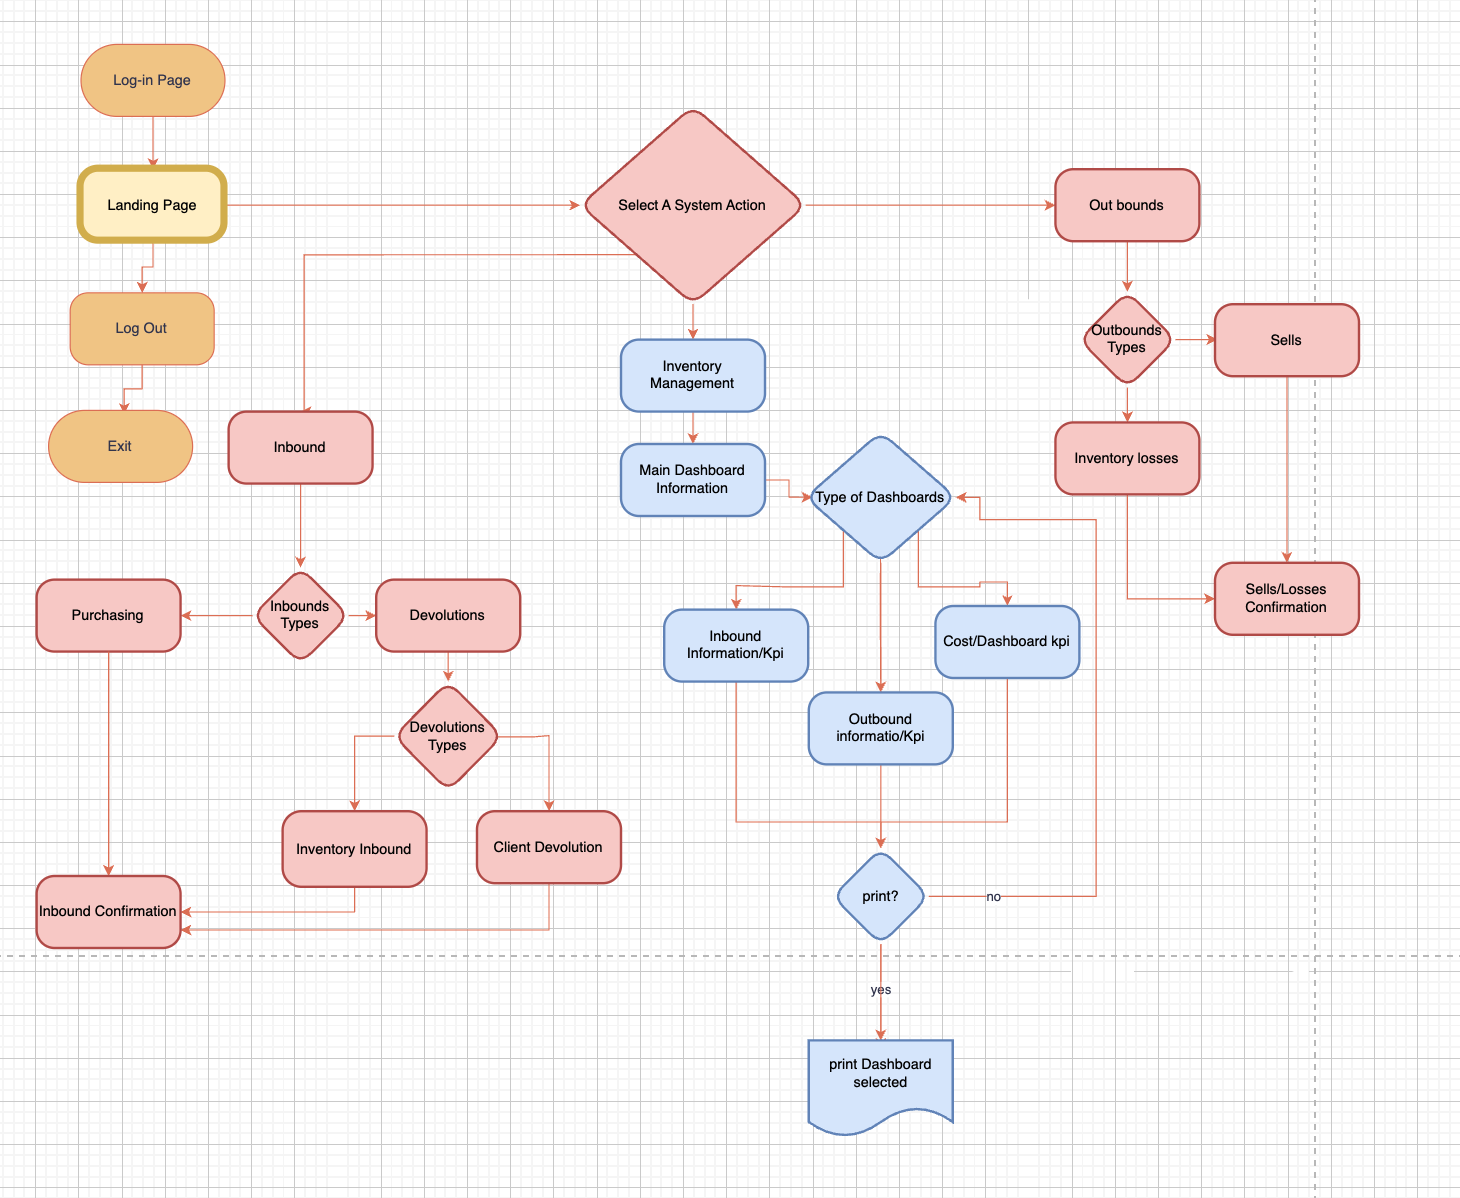 Log-in Page
Landing Page
Select A System Action
Out bounds
Log Out
Outbounds
Types
Sells
Inventory
Management
Exit
Inbound
Main Dashboard
Information
Type of Dashboards
Inventory losses
Purchasing
Inbounds
Types
Devolutions
Inbound
Information/Kpi
Cost/Dashboard kpi
Sells/Losses
Confirmation
Devolutions
Types
Outbound
informatio/Kpi
Inventory Inbound
Client Devolution
Inbound Confirmation
print?
no
yes
print Dashboard
selected